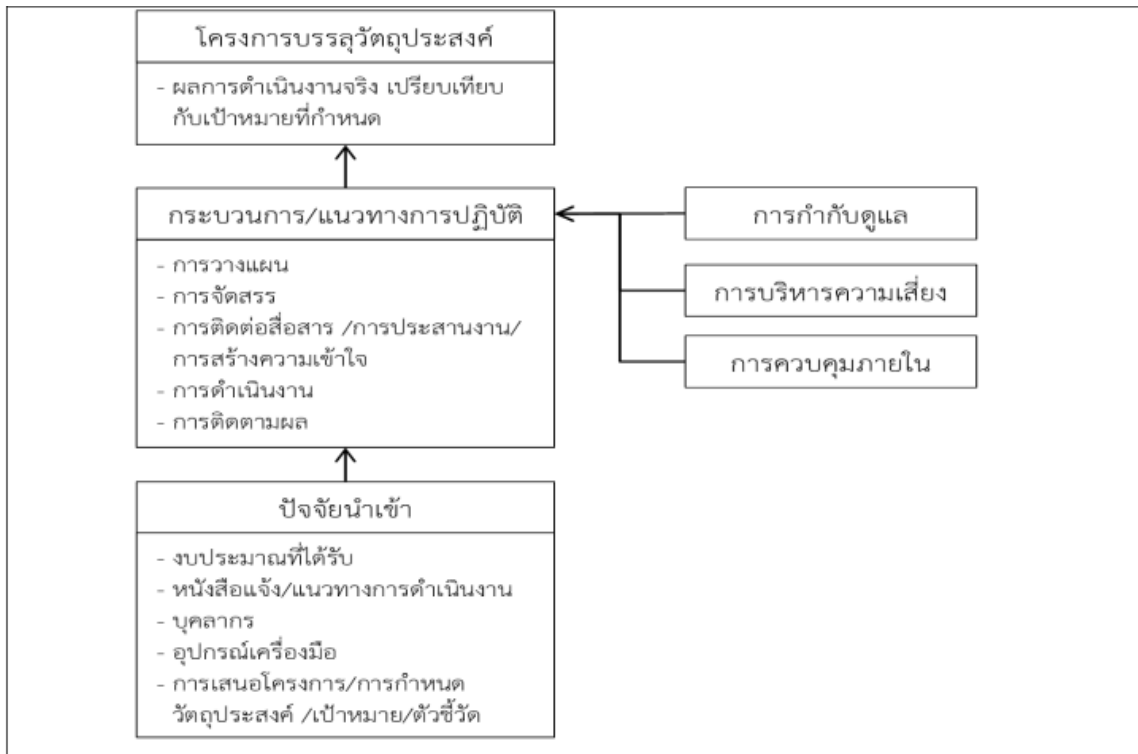 โครงการบรรลุวัตถุประสงค์
- ผลการดำเนินงานจริง เปรียบเทียบ
กับเป้าหมายที่กำหนด
กระบวนการ/แนวทางการปฏิบัติ
- การวางแผน
- การจัดสรร
- การติดต่อสื่อสาร /การประสานงาน/
การสร้างความเข้าใจ
- การดำเนินงาน
- การติดตามผล
การกำกับดูแล
การบริหารความเสี่ยง
การควบคุมภายใน
ปัจจัยนำเข้า
- งบประมาณที่ได้รับ
- หนังสือแจ้ง/แนวทางการดำเนินงาน
- บุคลากร
- อุปกรณ์เครื่องมือ
- การเสนอโครงการ/การกำหนด
วัตถุประสงค์ /เป้าหมาย/ตัวชี้วัด